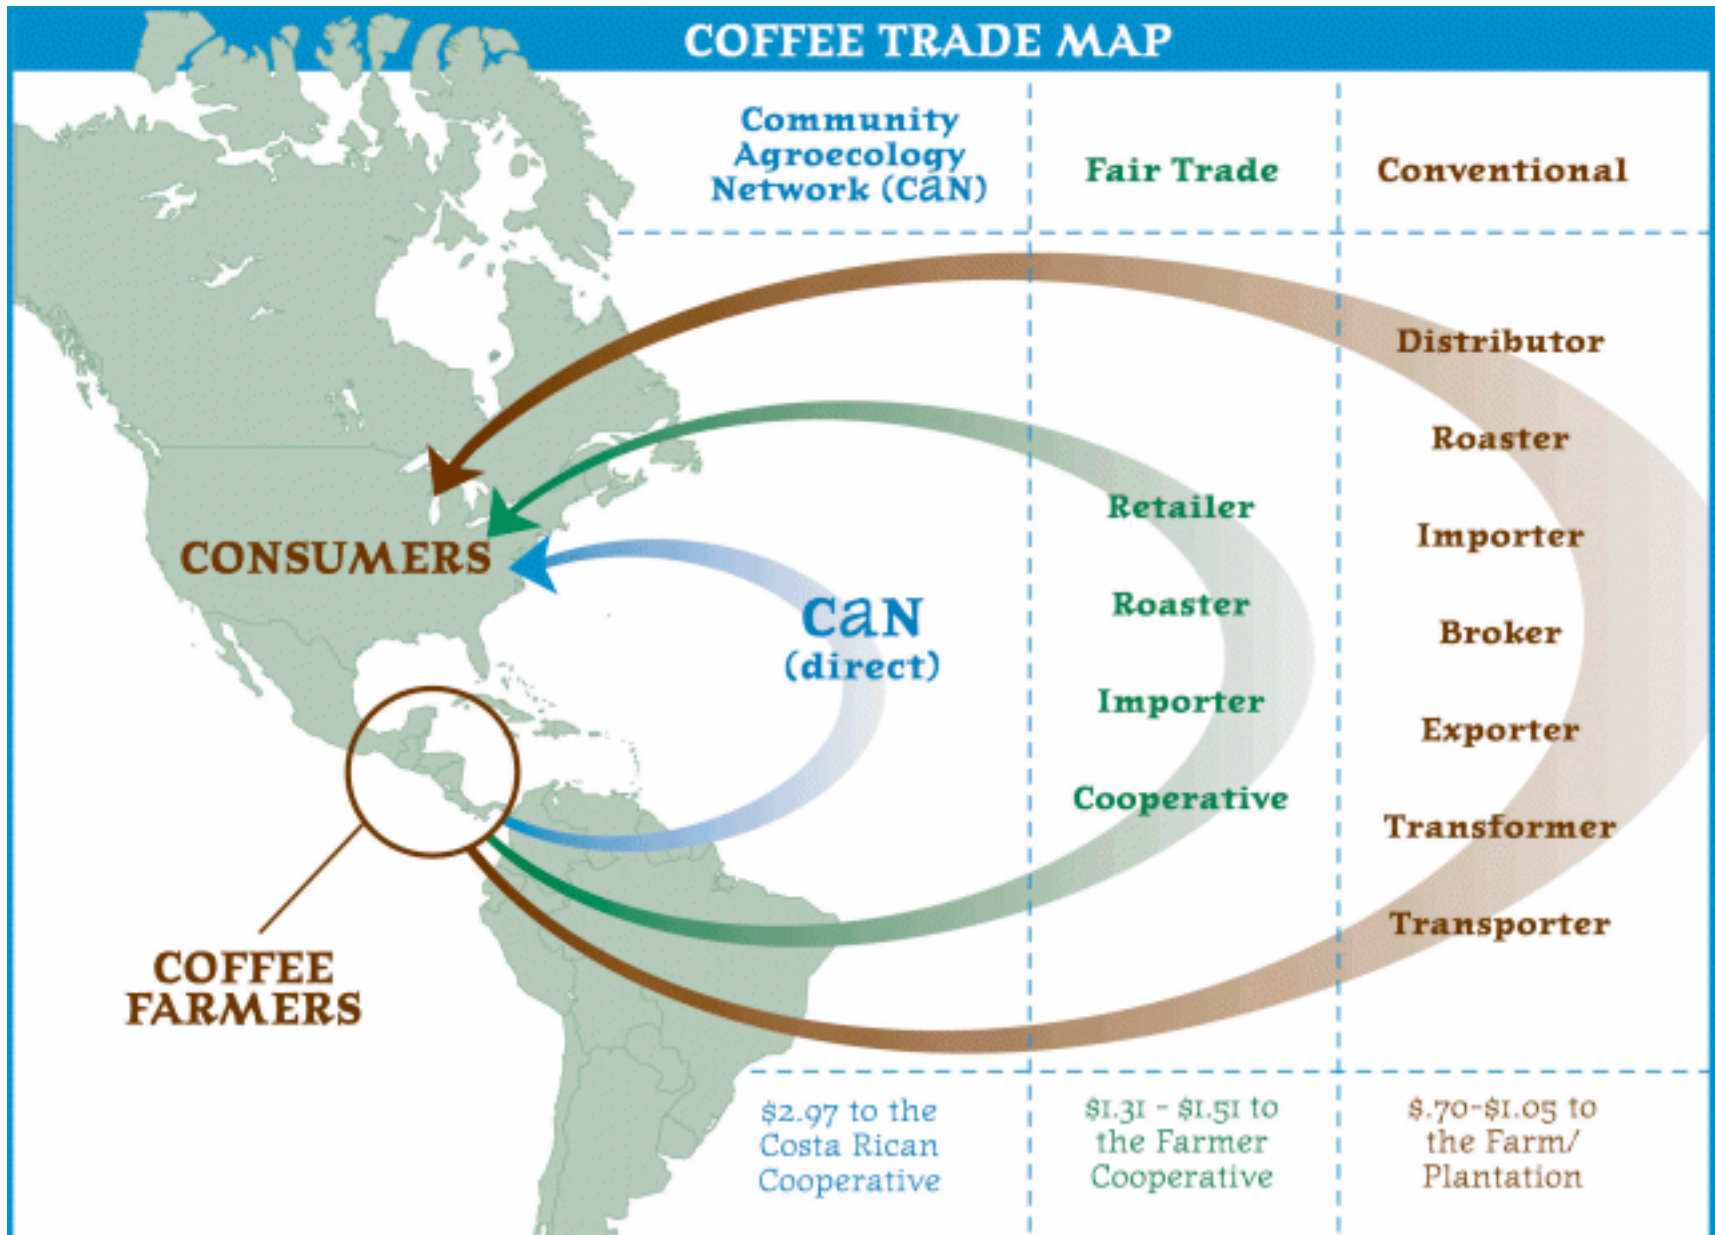 COFFEE TRADE MAP
Community
Agroecology
Network (CaN)
Fair Trade
Conventional
Distributor
Roaster
Importer
Broker
Exporter
Transformer
Transporter
Retailer
Roaster
Importer
Cooperative
CaN
(direct)
CONSUMERS
COFFEE
FARMERS
$2.97 to the
Costa Rican
Cooperative
$1.31 - $1.51 to
the Farmer
Cooperative
$.70-$1.05 to
the Farm/
Plantation